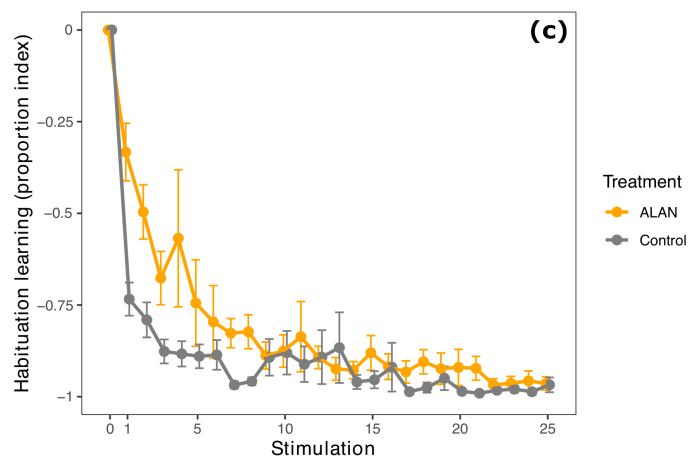 (c)
Habituation learning (proportion index)
0
−0.25
−0.5
−0.75
−1
0 1 5 10 15 20 25
Stimulation
Treatment
ALAN
Control